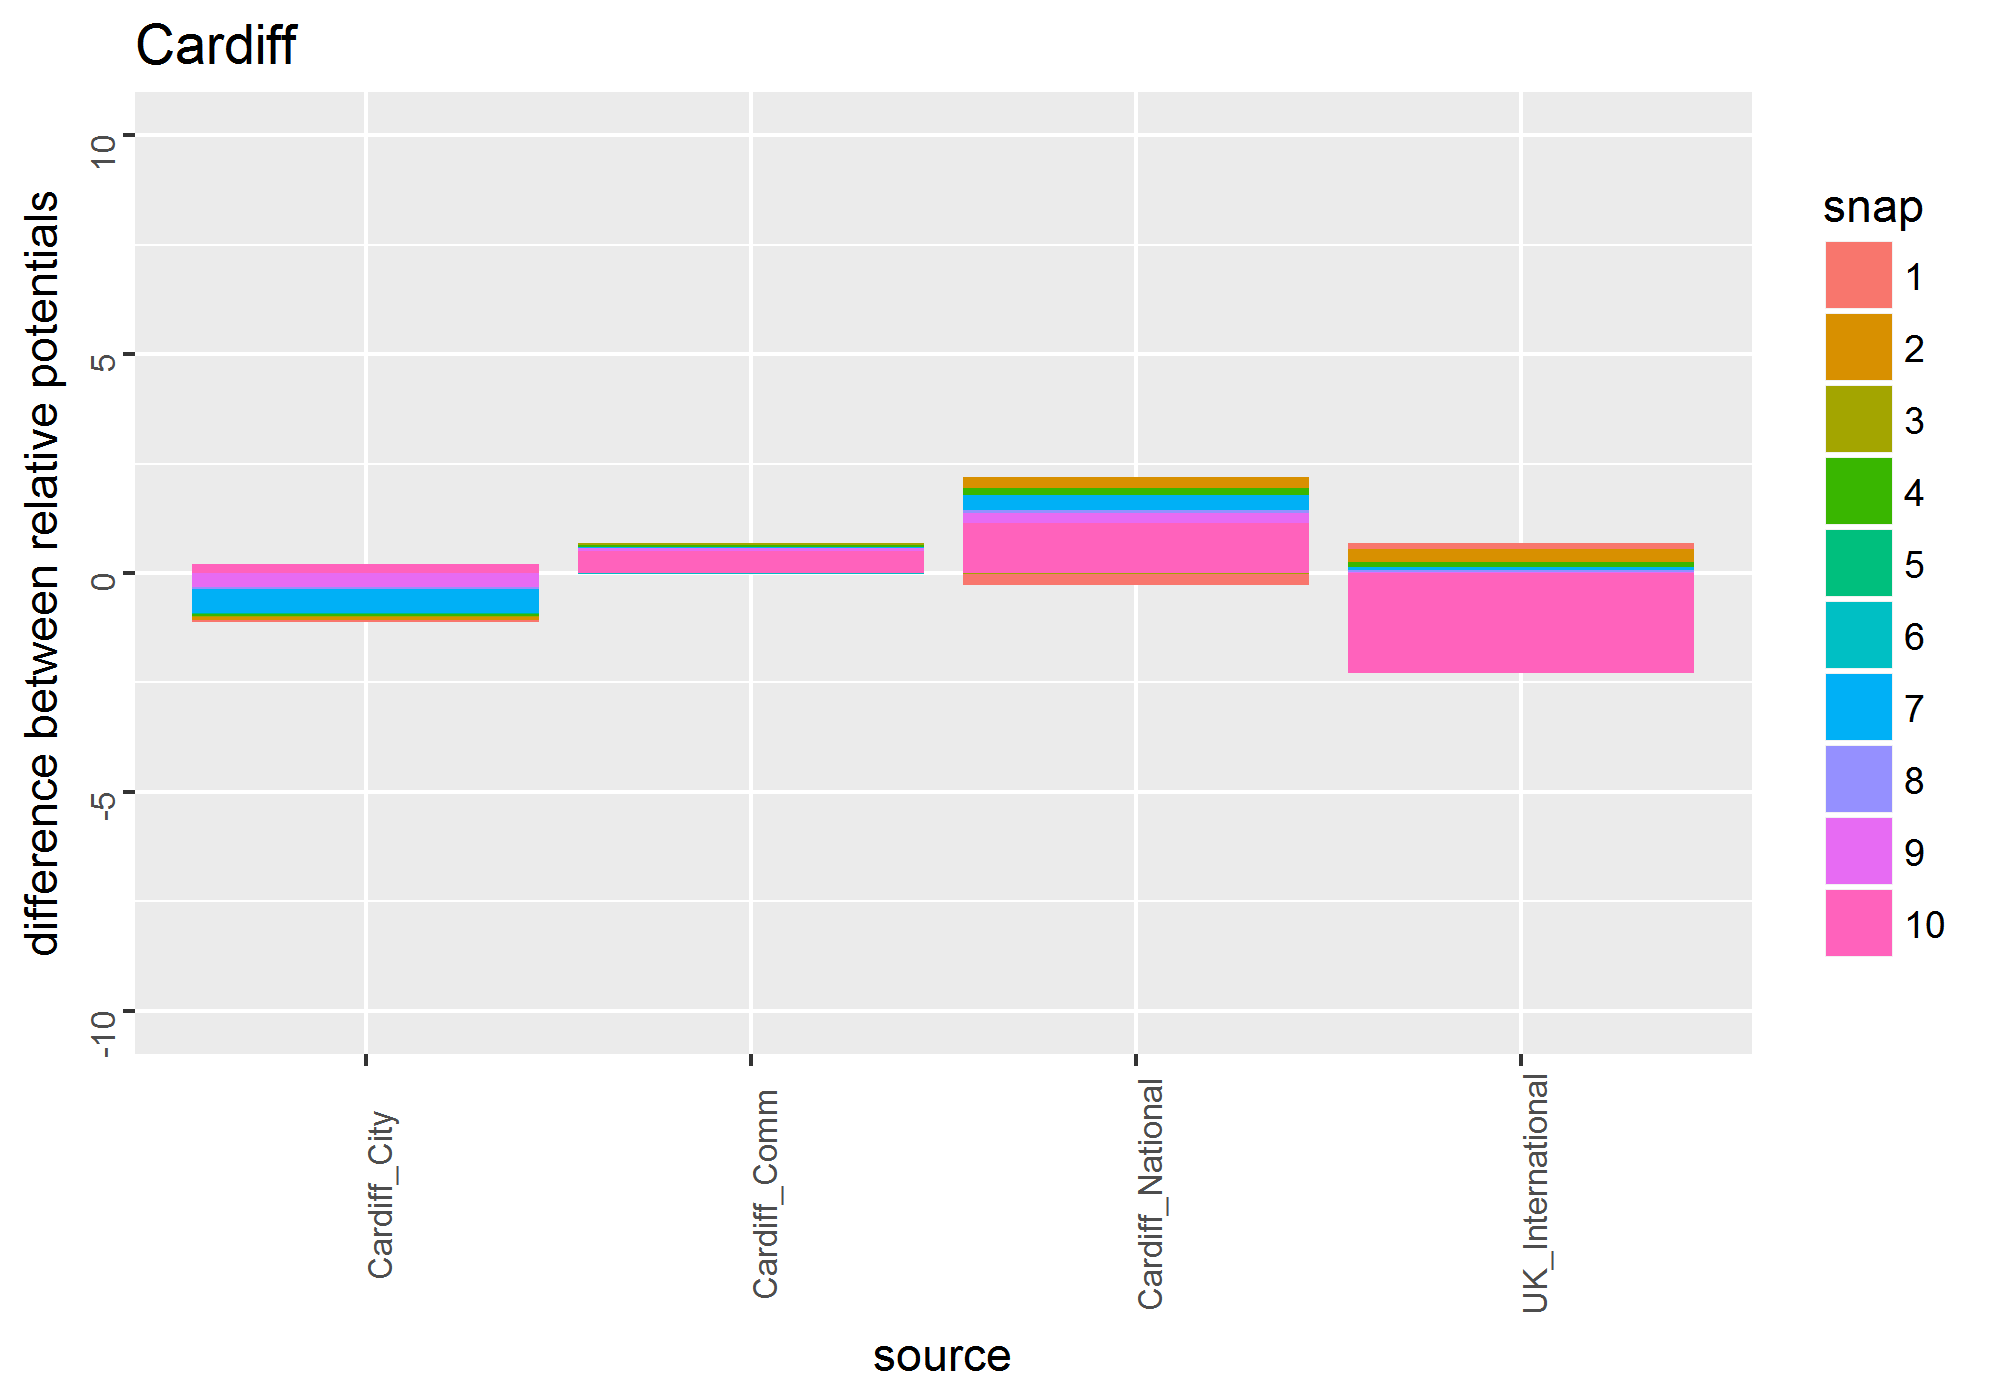 Cardiff
difference between relative potentials
10
5
0
-5
-10
Cardiff_City
Cardiff_Comm
Cardiff_National
UK_International
source
snap
1
2
3
4
5
6
7
8
9
10